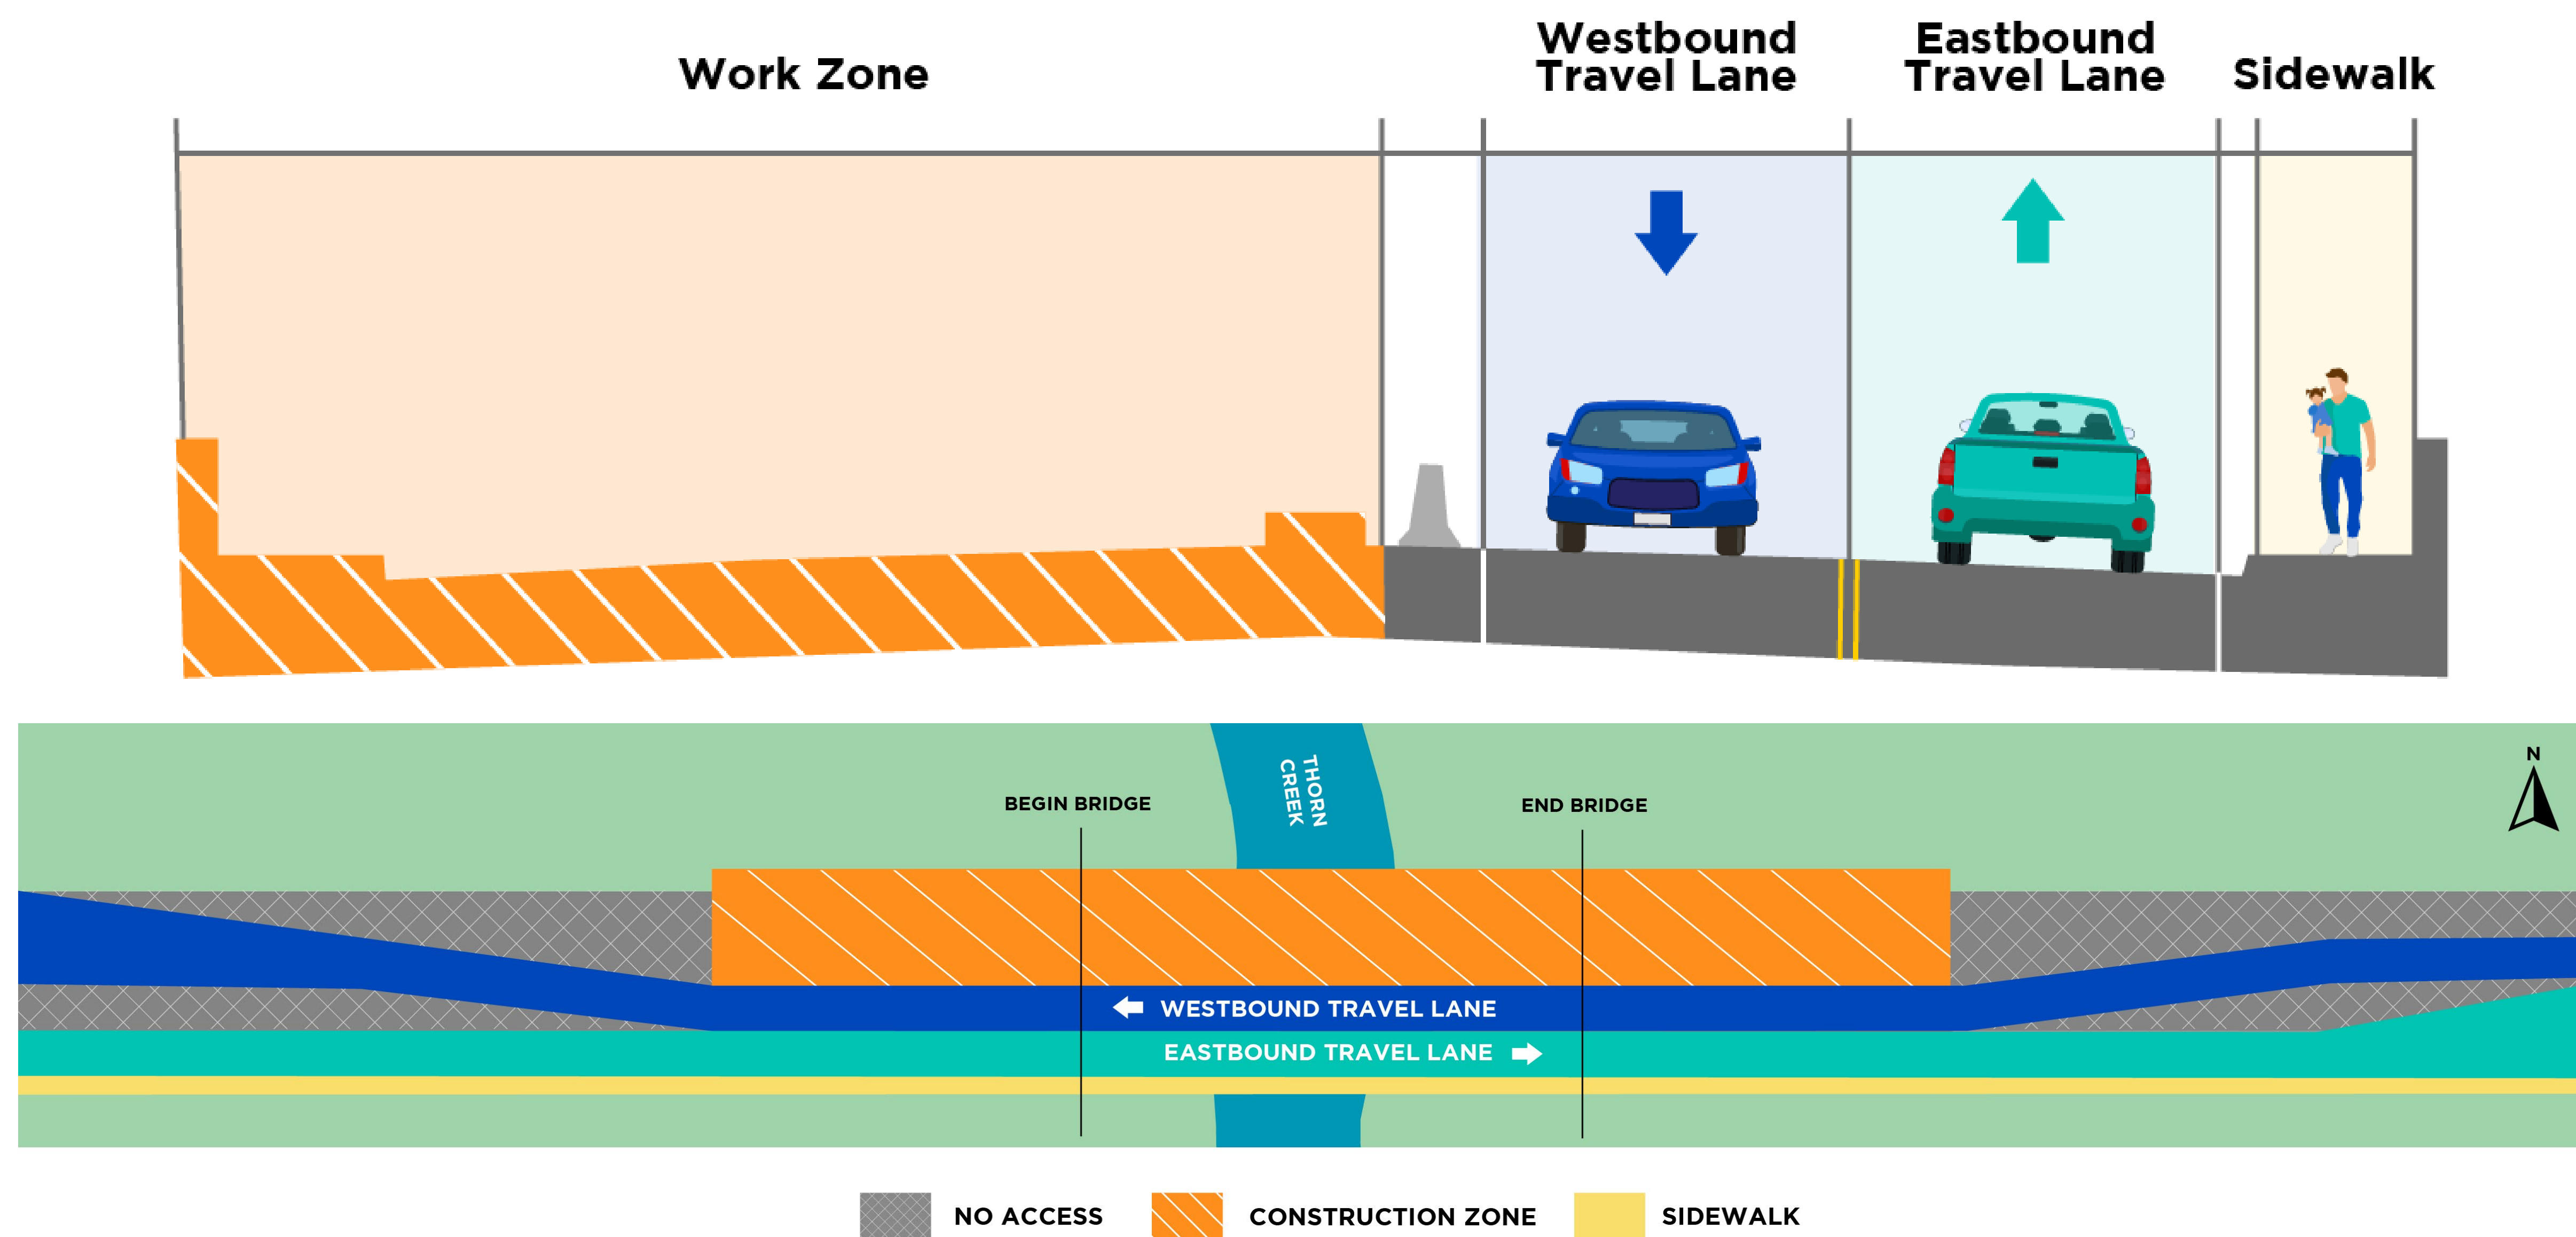 Work Zone
Westbound
Travel Lane
Eastbound
Travel Lane
Sidewalk
THORN
CREEK
N
BEGIN BRIDGE
END BRIDGE
WESTBOUND TRAVEL LANE
EASTBOUND TRAVEL LANE
NO ACCESS
CONSTRUCTION ZONE
SIDEWALK